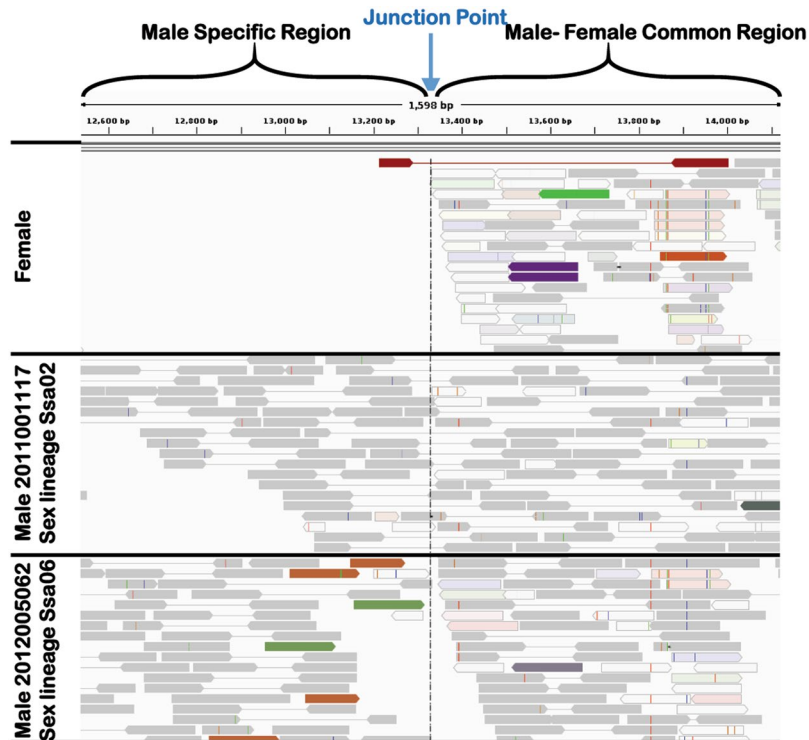 Junction Point
Male Specific Region
Male- Female Common Region
1,598 bp
12,600 bp
12,800 bp
13,000 bp
13,200 bp
13,400 bp
13,600 bp
13,800 bp
14,000 bp
Female
Male 2011001117
Sex lineage Ssa02
Male 2012005062
Sex lineage Ssa06